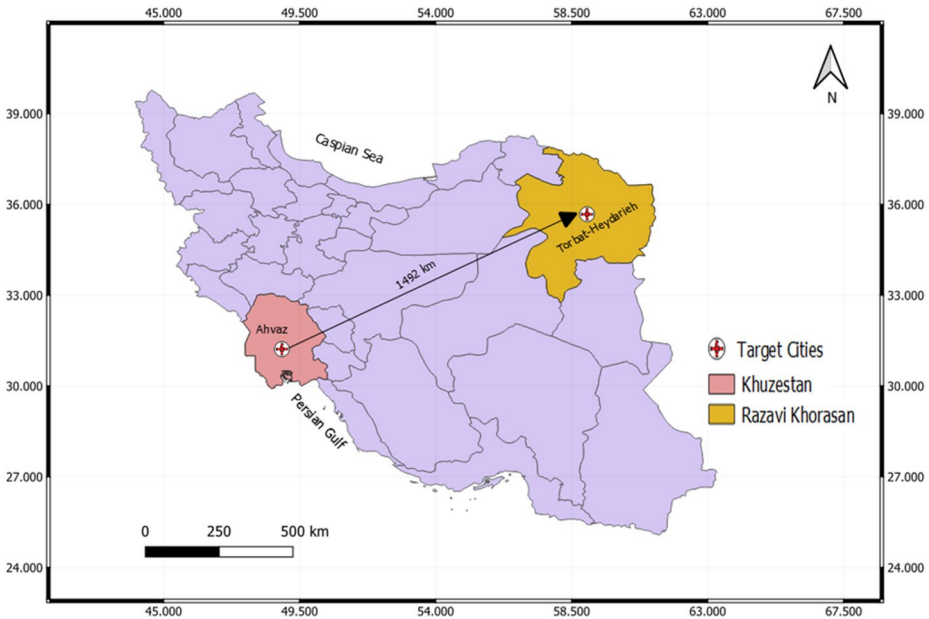 45.000 49.500 54.000 58.500 63.000 67.500
N
39.000 39.000
Caspian Sea
36.000 36.000
Torbat-Heydarieh
1492 km
33.000 33.000
Ahvaz
Target Cities
Khuzestan
30.000 30.000
Razavi Khorasan
Persian Gulf
27.000 27.000
0 250 500 km
24.000 24.000
45.000 49.500 54.000 58.500 63.000 67.500